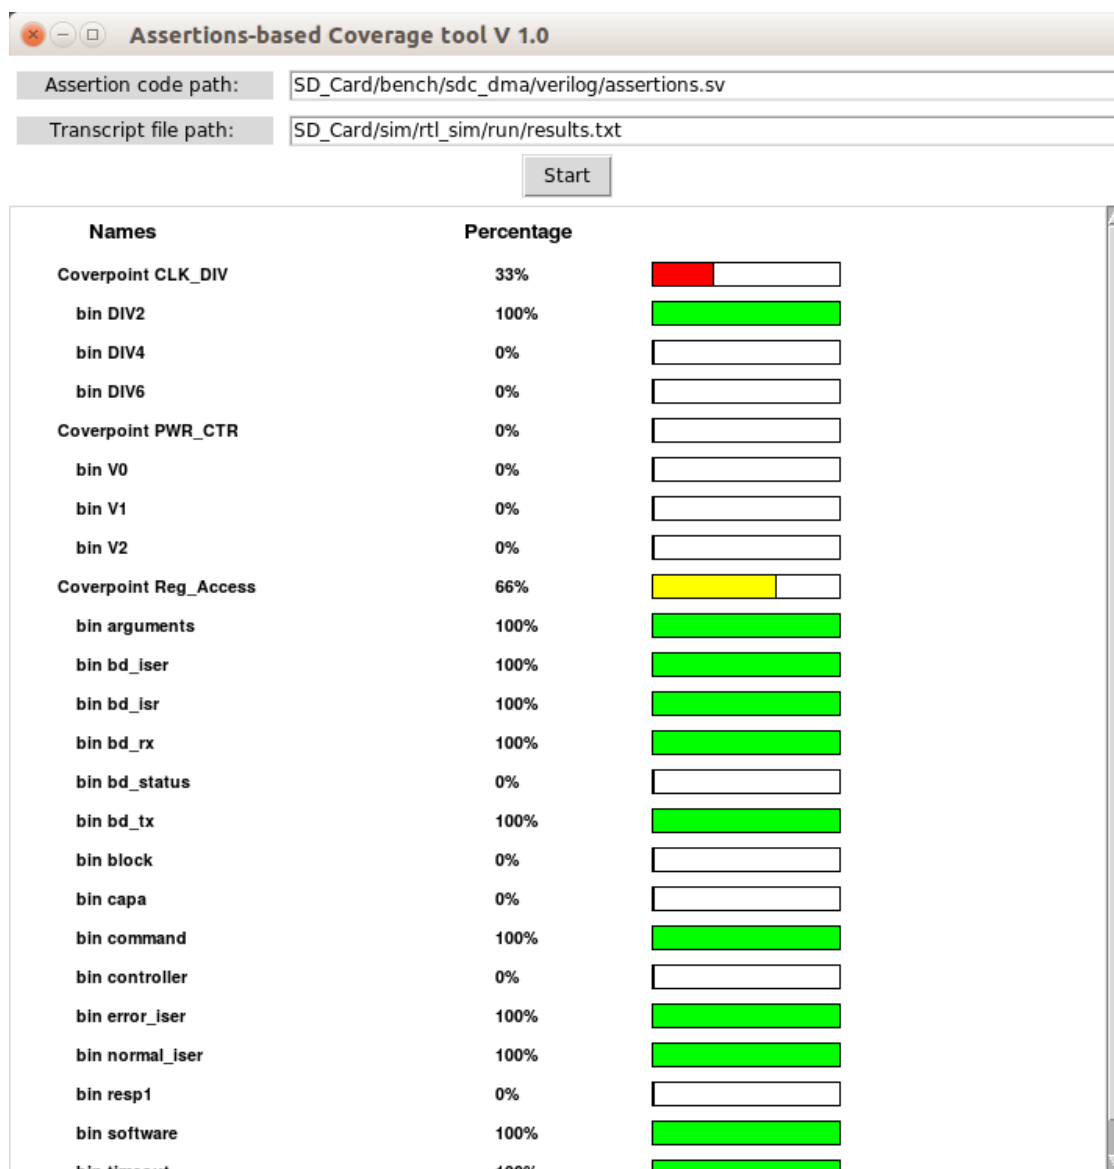 Assertions-based Coverage tool V 1.0
Assertion code path: SD_Card/bench/sdc_dma/verilog/assertions.sv
Transcript file path: SD_Card/sim/rtl_sim/run/results.txt
Start
Names Percentage
Coverpoint CLK_DIV 33%
bin DIV2 100%
bin DIV4 0%
bin DIV6 0%
Coverpoint PWR_CTR 0%
bin V0 0%
bin V1 0%
bin V2 0%
Coverpoint Reg_Access 66%
bin arguments 100%
bin bd_iser 100%
bin bd_isr 100%
bin bd_rx 100%
bin bd_status 0%
bin bd_tx 100%
bin block 0%
bin capa 0%
bin command 100%
bin controller 0%
bin error_iser 100%
bin normal_iser 100%
bin resp1 0%
bin software 100%
bin timeout 100%